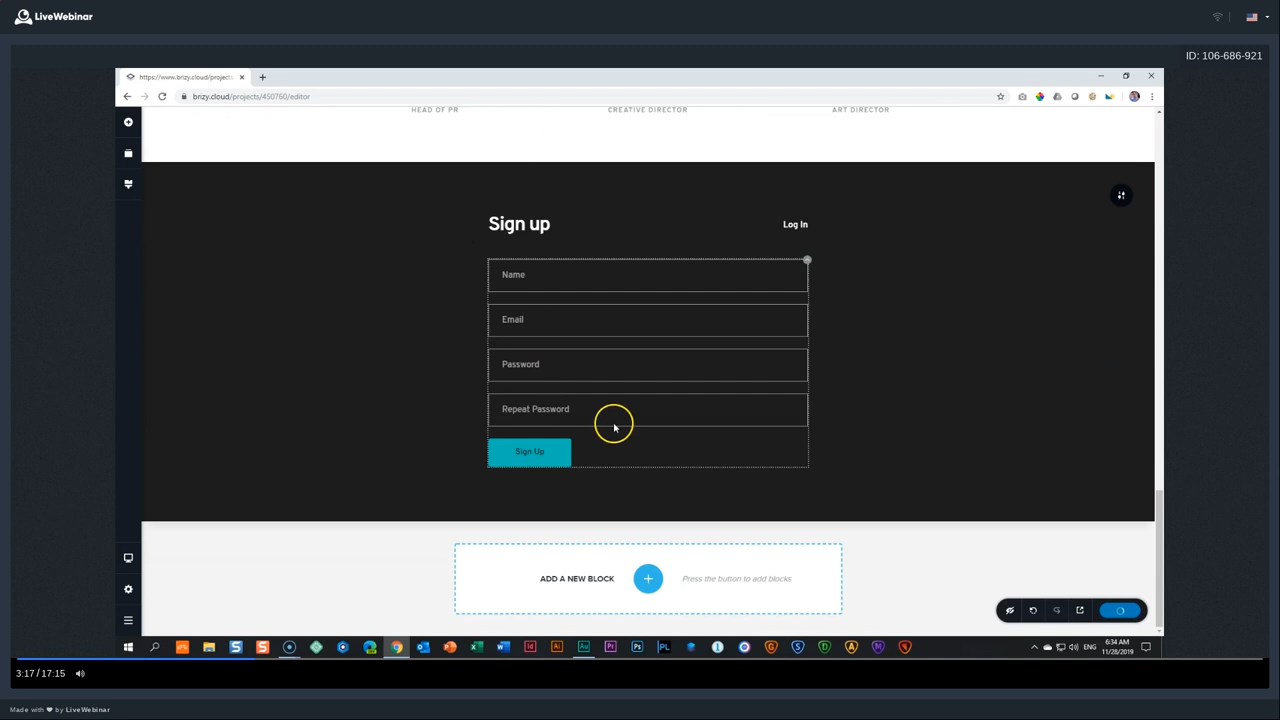 LiveWebinar
ID: 106-686-921
https://www.brizy.cloud/projects
brizy.cloud/projects/450760/editor
HEAD OF PR
CREATIVE DIRECTOR
ART DIRECTOR
Sign up
Log In
Name
Email
Password
Repeat Password
Sign Up
ADD A NEW BLOCK
Press the button to add blocks
ENG
6:34 AM
11/28/2019
3:17 / 17:15
Made with ❤ by LiveWebinar